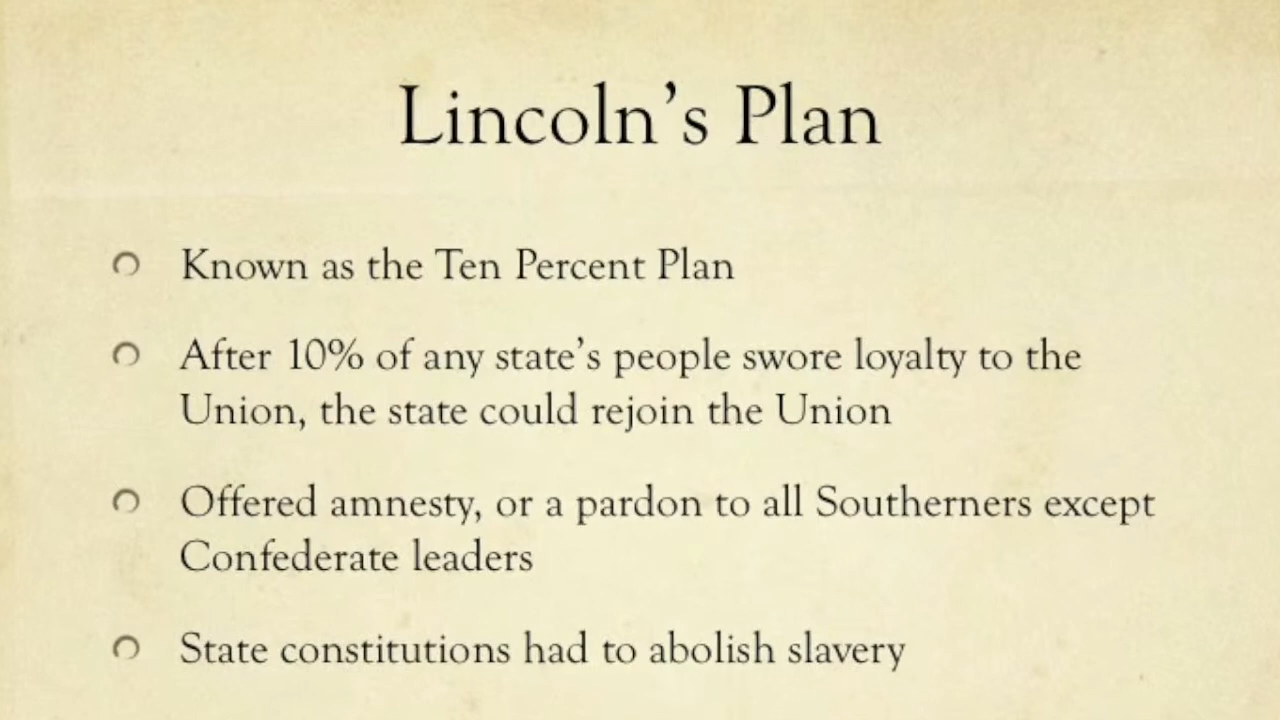 Lincoln’s Plan
Known as the Ten Percent Plan
After 10% of any state’s people swore loyalty to the
Union, the state could rejoin the Union
Offered amnesty, or a pardon to all Southerners except
Confederate leaders
State constitutions had to abolish slavery